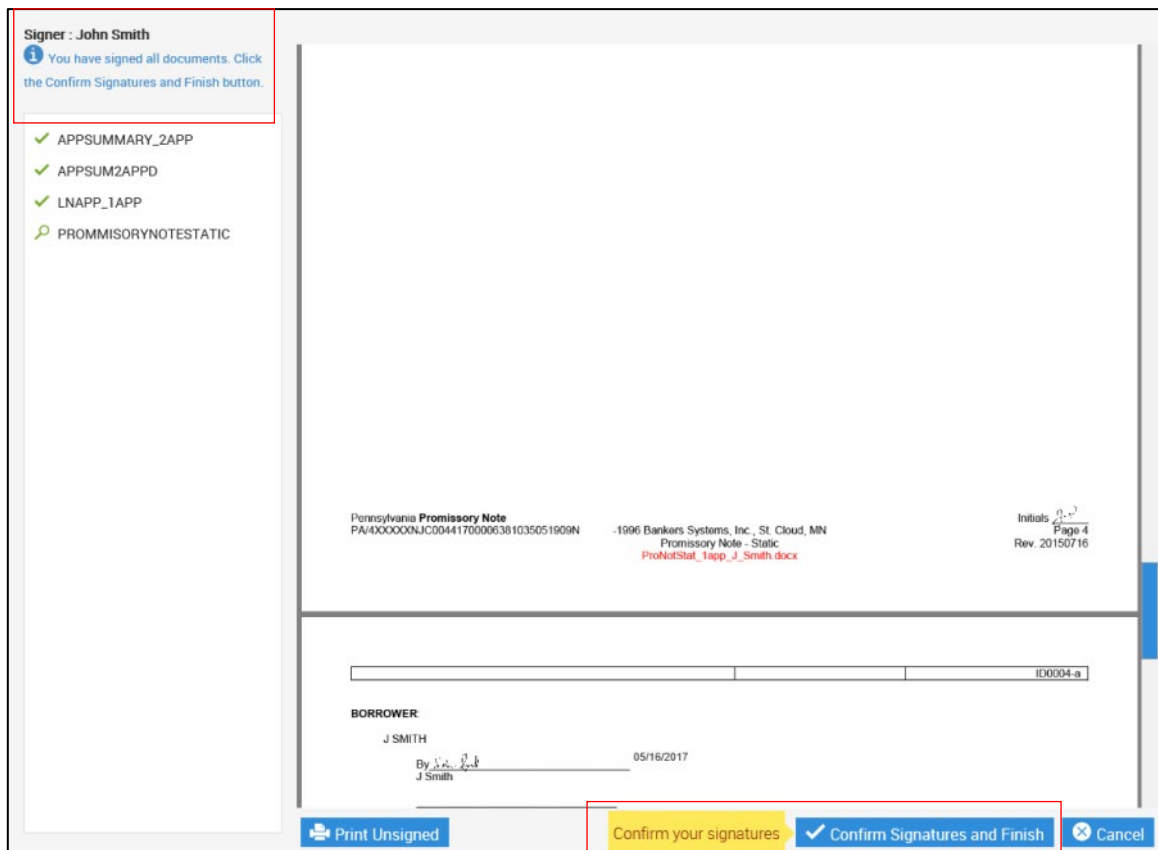 Signer : John Smith
You have signed all documents. Click
the Confirm Signatures and Finish button.
APPSUMMARY_2APP
APPSUM2APPD
LNAPP_1APP
PROMMISORYNOTESTATIC
Pennsylvania Promissory Note
PA/4XXXXXNJC00441700006381035051909N
-1996 Bankers Systems, Inc., St. Cloud, MN
Promissory Note - Static
ProNotStat_1app_J_Smith.docx
Initials
Page 4
Rev. 20150716
ID0004-a
BORROWER:
J SMITH
By
05/16/2017
J Smith
Print Unsigned
Confirm your signatures
Confirm Signatures and Finish
Cancel